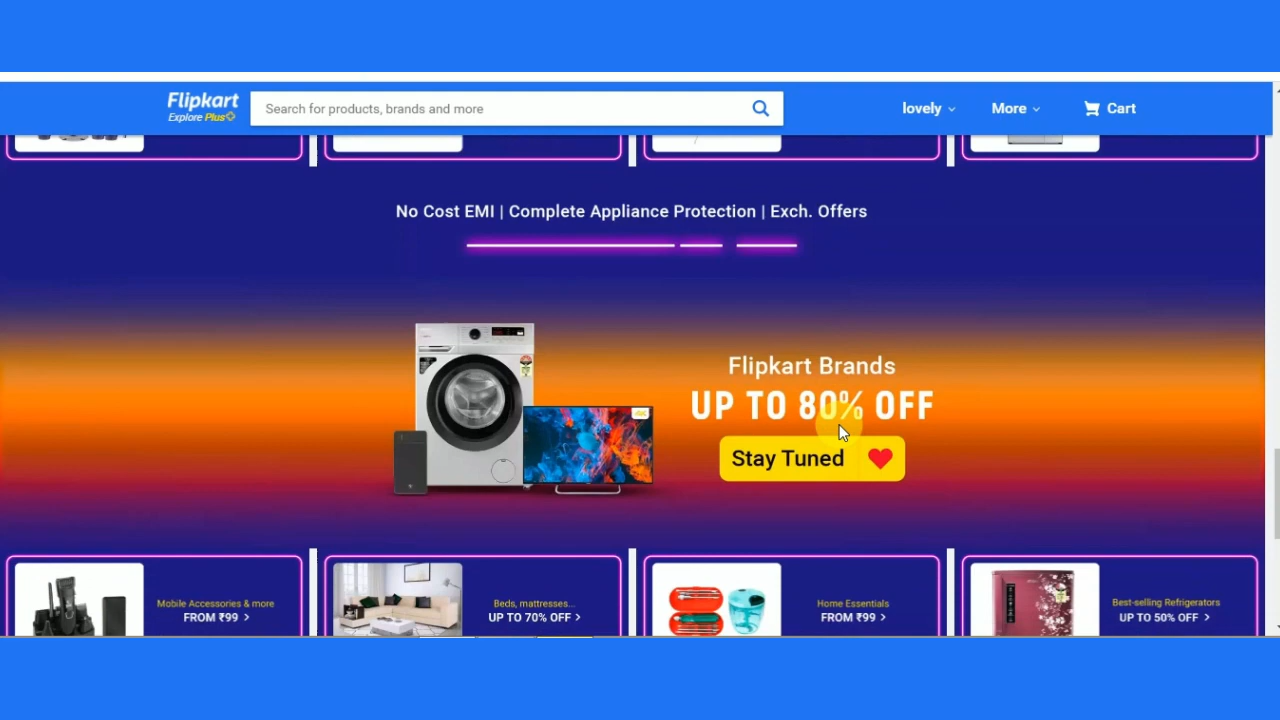 Flipkart
Explore Plus
Search for products, brands and more
lovely
More
Cart
No Cost EMI | Complete Appliance Protection | Exch. Offers
Flipkart Brands
UP TO 80% OFF
Stay Tuned
Mobile Accessories & more
FROM ₹99 >
Beds, mattresses...
UP TO 70% OFF >
Home Essentials
FROM ₹99 >
Best-selling Refrigerators
UP TO 50% OFF >